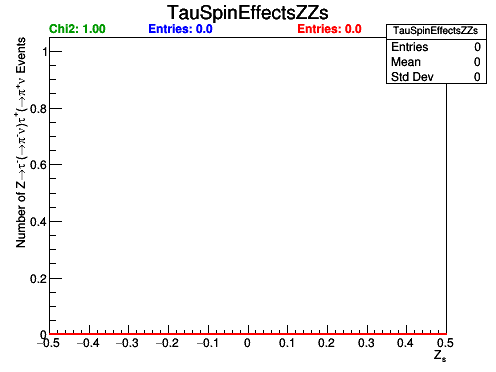 TauSpinEffectsZZs
Chi2: 1.00 Entries: 0.0 Entries: 0.0
TauSpinEffectsZZs
Entries 0
Mean 0
Std Dev 0
Number of Z→τ⁻(→π⁻ν)τ⁺(→π⁺ν Events
1
0.8
0.6
0.4
0.2
0
−0.5 −0.4 −0.3 −0.2 −0.1 0 0.1 0.2 0.3 0.4 0.5
Zₛ